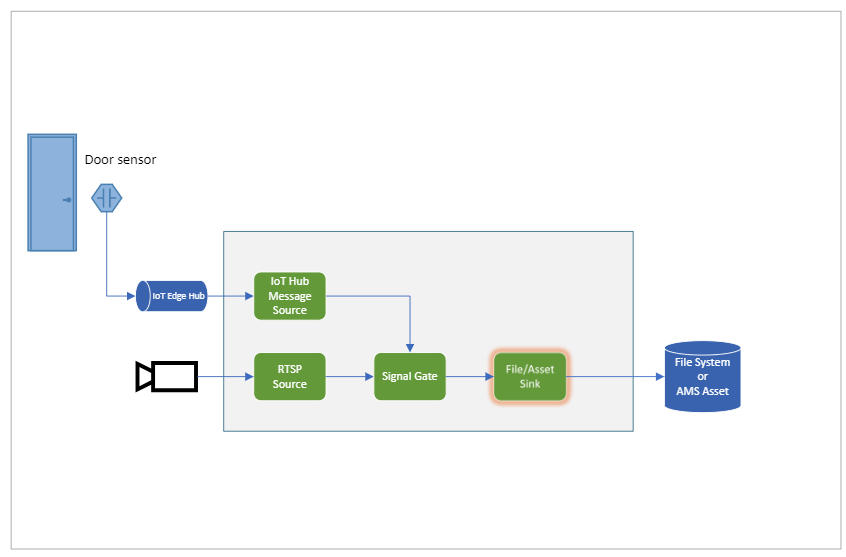 Door sensor
IoT Edge Hub
IoT Hub
Message
Source
RTSP
Source
Signal Gate
File/Asset
Sink
File System
or
AMS Asset